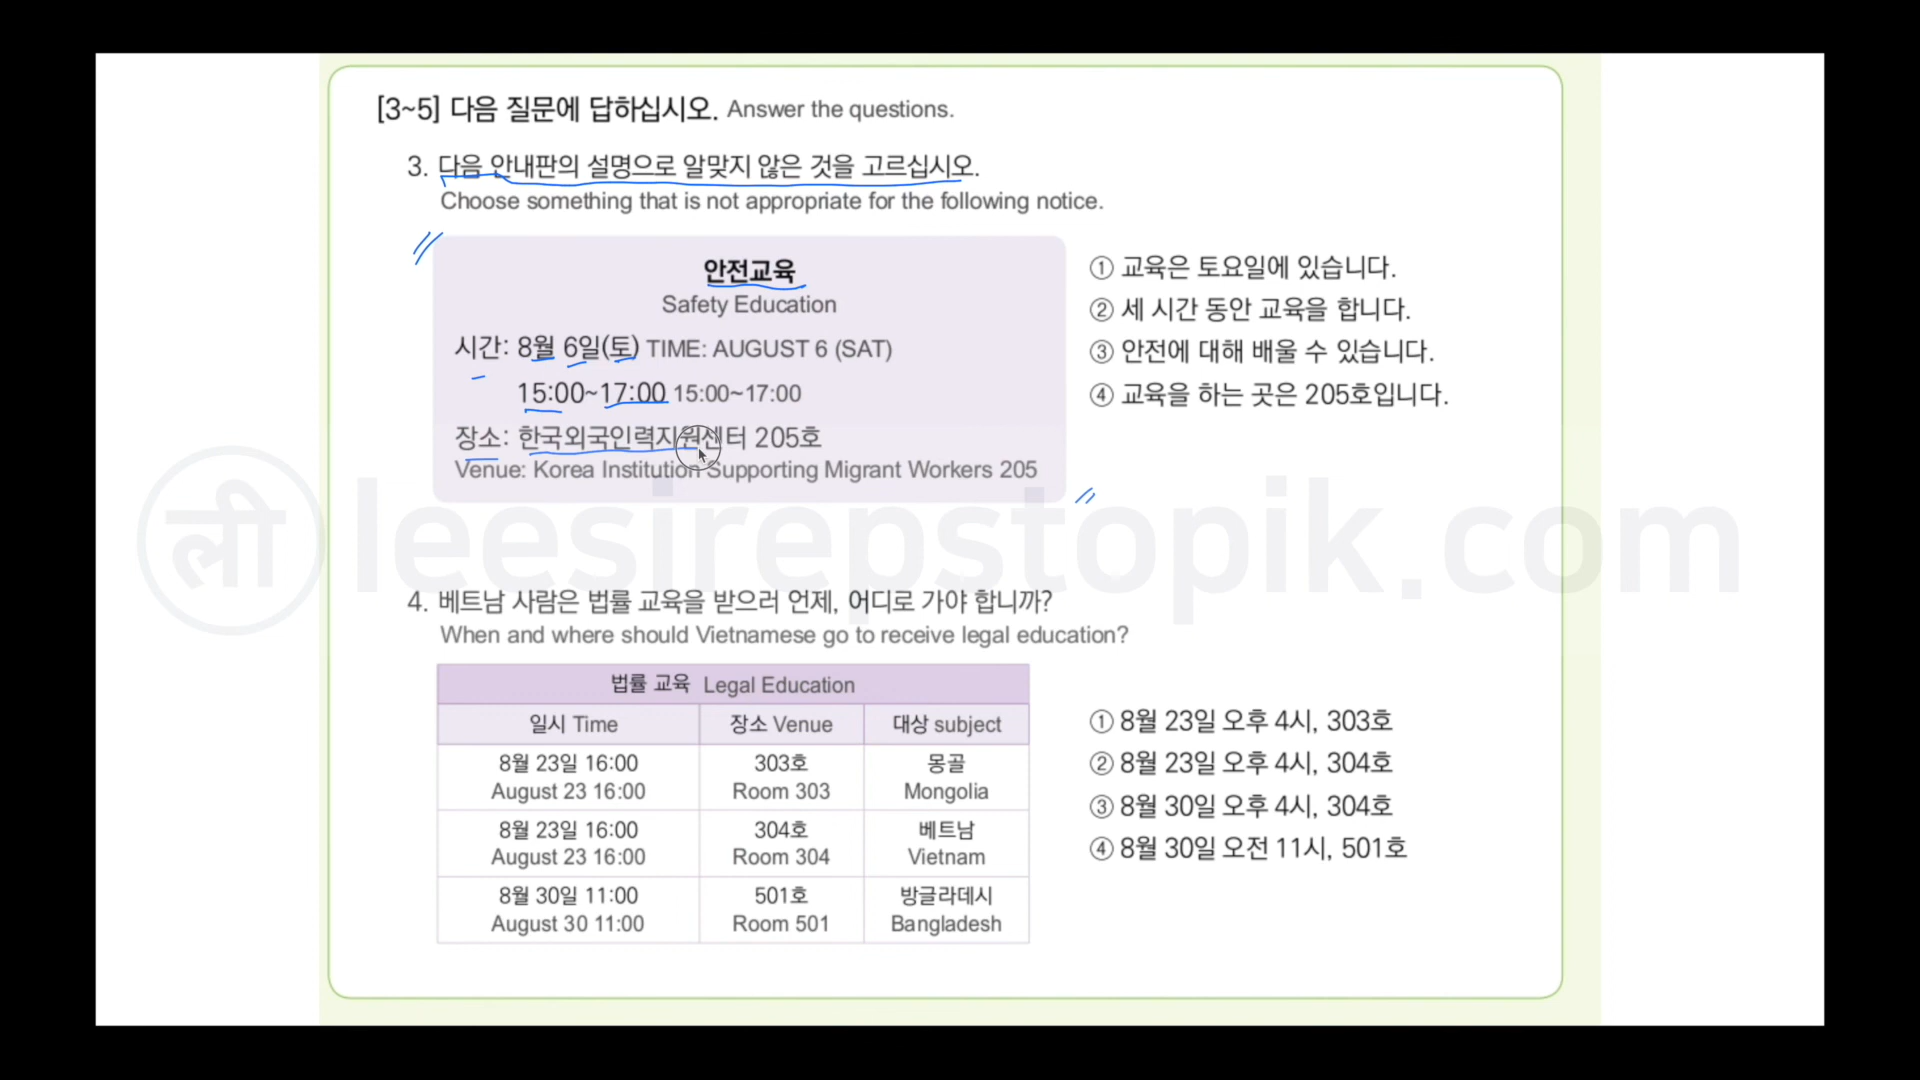 [3~5] 다음 질문에 답하십시오. Answer the questions.
3. 다음 안내판의 설명으로 알맞지 않은 것을 고르십시오.
Choose something that is not appropriate for the following notice.
안전교육
Safety Education
시간: 8월 6일(토) TIME: AUGUST 6 (SAT)
15:00~17:00 15:00~17:00
장소: 한국외국인력지원센터 205호
Venue: Korea Institution Supporting Migrant Workers 205
① 교육은 토요일에 있습니다.
② 세 시간 동안 교육을 합니다.
③ 안전에 대해 배울 수 있습니다.
④ 교육을 하는 곳은 205호입니다.
ली leesirepstopik.com
4. 베트남 사람은 법률 교육을 받으러 언제, 어디로 가야 합니까?
When and where should Vietnamese go to receive legal education?
법률 교육 Legal Education
일시 Time 장소 Venue 대상 subject
8월 23일 16:00 303호 몽골
August 23 16:00 Room 303 Mongolia
8월 23일 16:00 304호 베트남
August 23 16:00 Room 304 Vietnam
8월 30일 11:00 501호 방글라데시
August 30 11:00 Room 501 Bangladesh
① 8월 23일 오후 4시, 303호
② 8월 23일 오후 4시, 304호
③ 8월 30일 오후 4시, 304호
④ 8월 30일 오전 11시, 501호